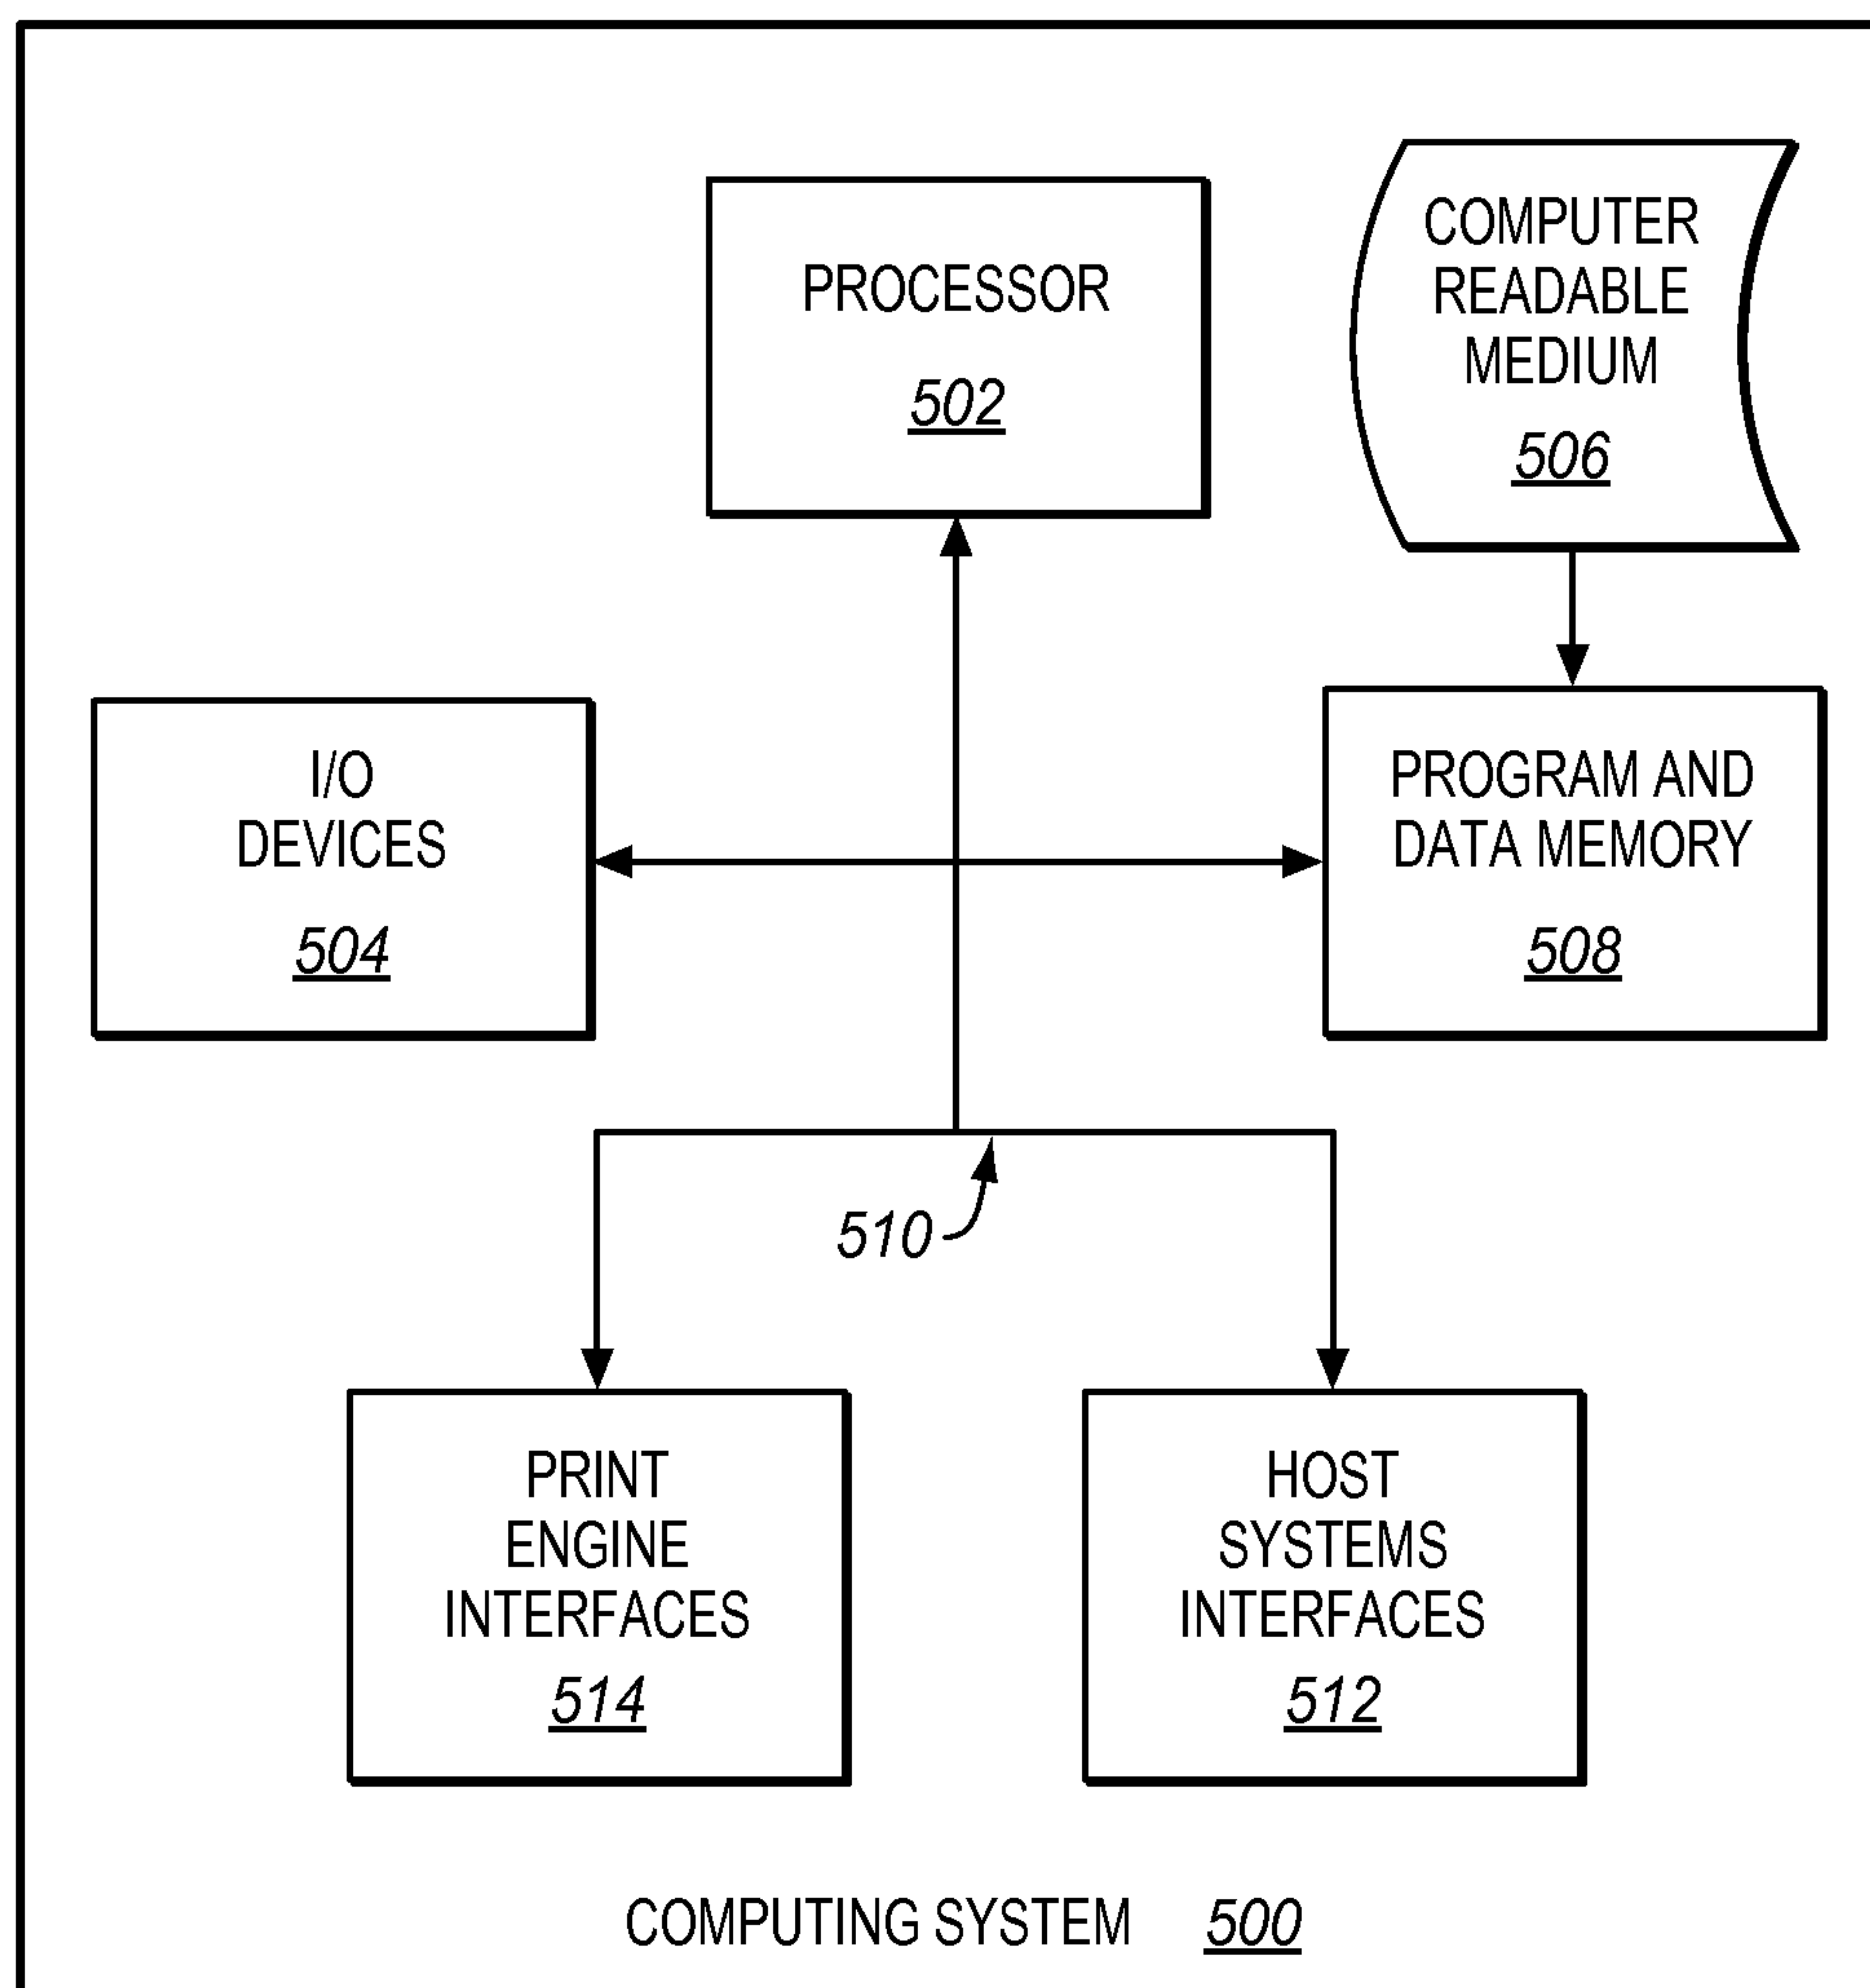 PROCESSOR
502
COMPUTER
READABLE
MEDIUM
506
I/O
DEVICES
504
PROGRAM AND
DATA MEMORY
508
510
PRINT
ENGINE
INTERFACES
514
HOST
SYSTEMS
INTERFACES
512
COMPUTING SYSTEM 500